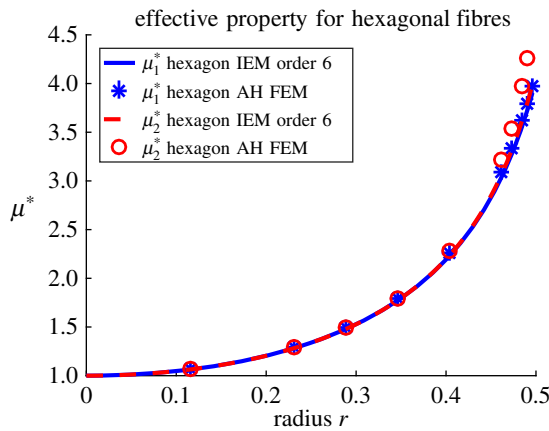 effective property for hexagonal fibres
4.5
4.0
3.5
3.0
2.5
2.0
1.5
1.0
μ*
μ₁* hexagon IEM order 6
μ₁* hexagon AH FEM
μ₂* hexagon IEM order 6
μ₂* hexagon AH FEM
0 0.1 0.2 0.3 0.4 0.5
radius r